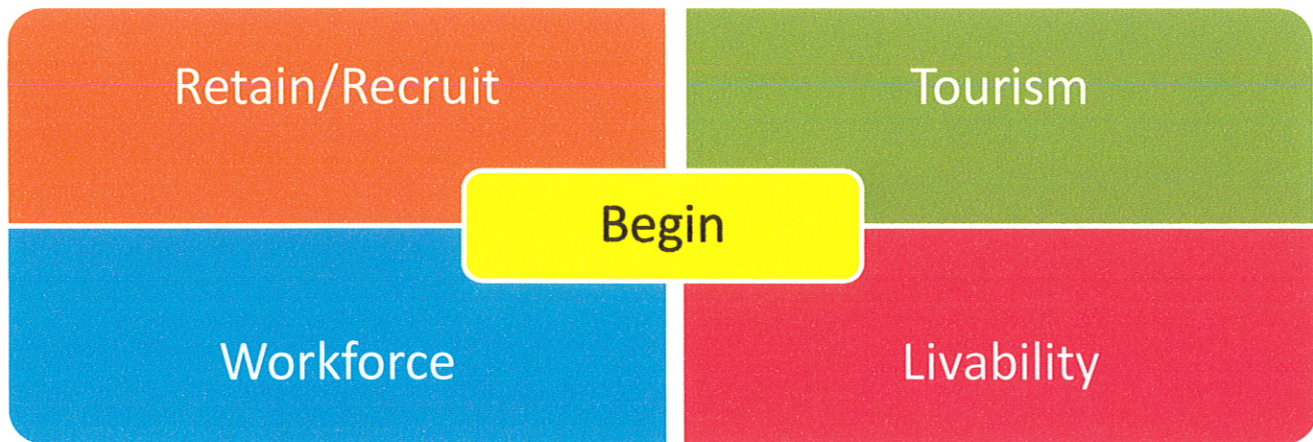 Retain/Recruit
Tourism
Begin
Workforce
Livability